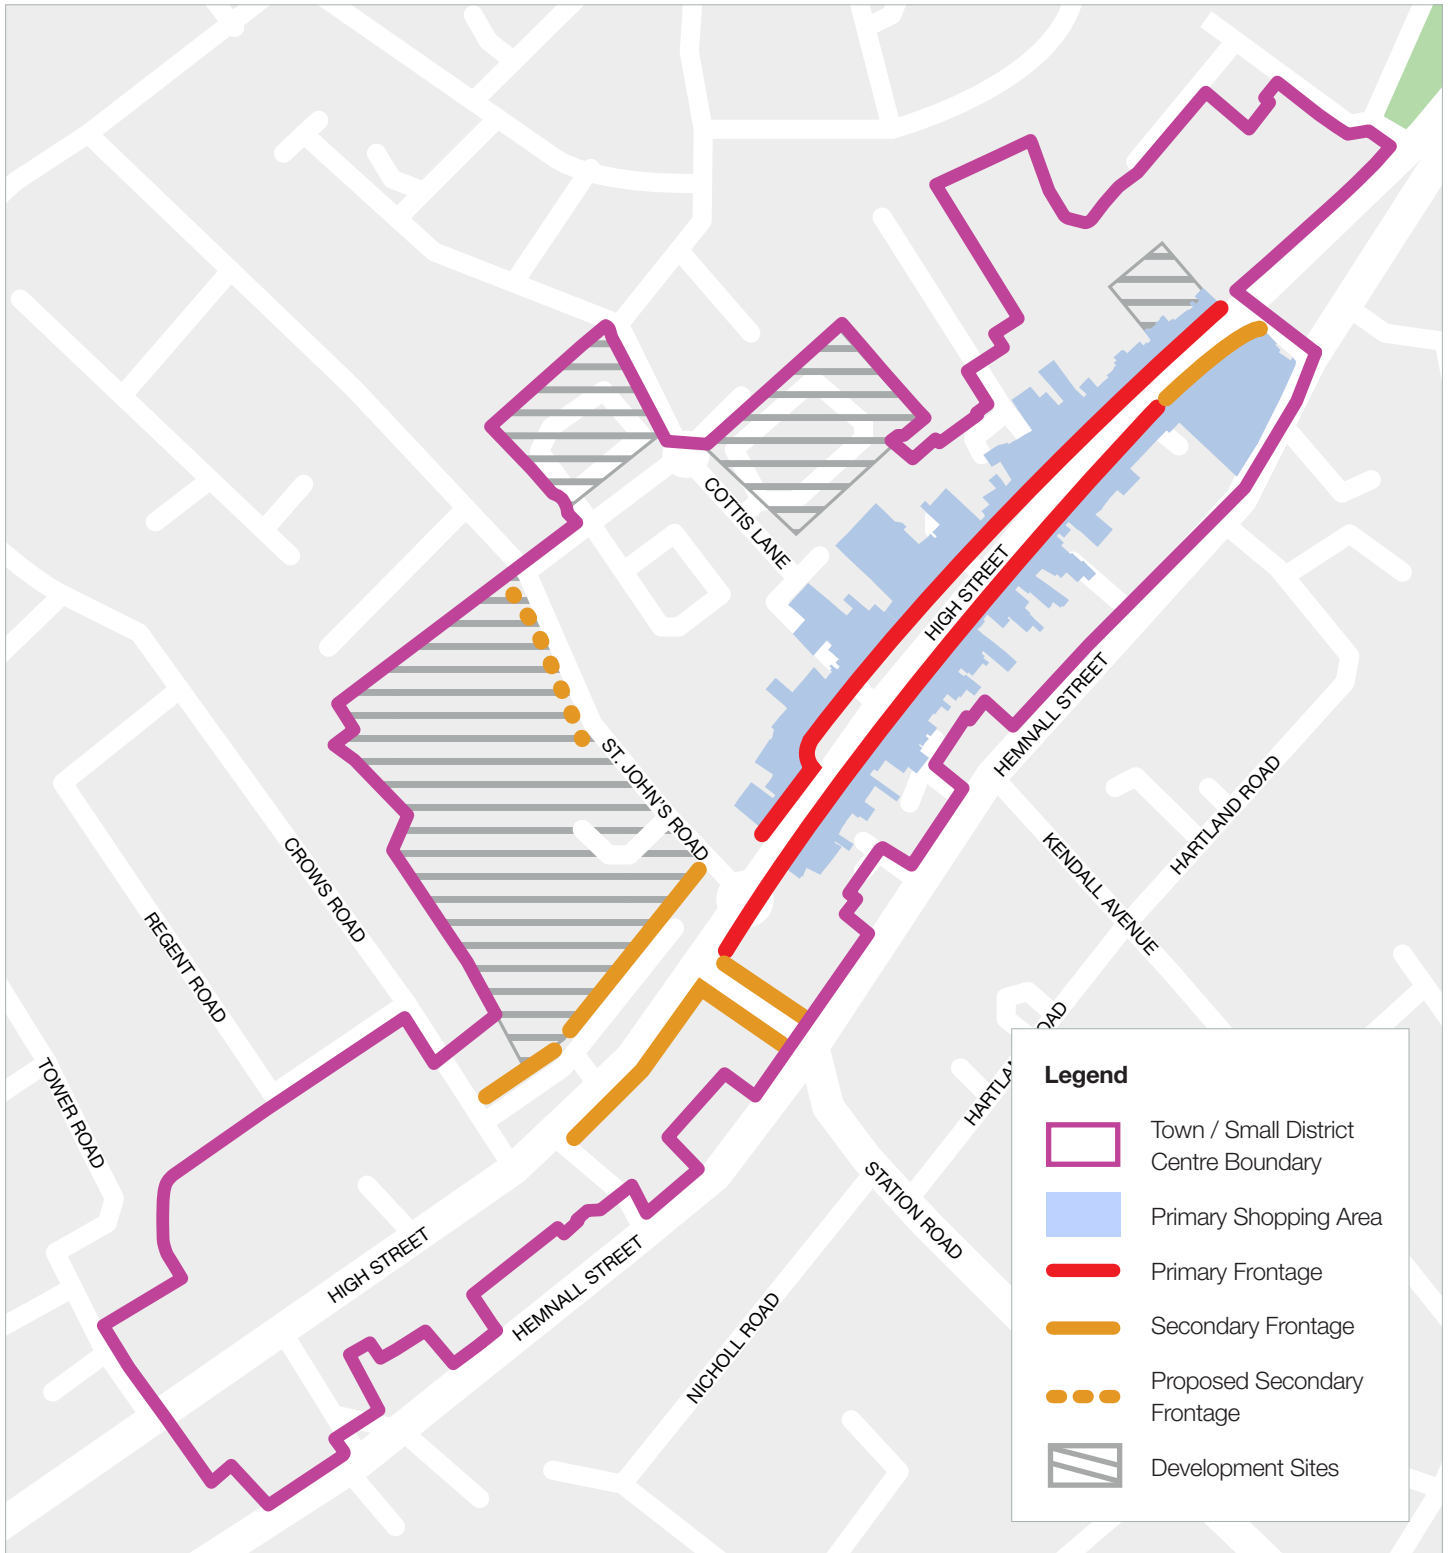 COTTIS LANE
HIGH STREET
HEMNALL STREET
ST. JOHN'S ROAD
HARTLAND ROAD
KENDALL AVENUE
CROWS ROAD
REGENT ROAD
TOWER ROAD
HARTLA
OAD
STATION ROAD
HIGH STREET
HEMNALL STREET
NICHOLL ROAD
Legend
Town / Small District
Centre Boundary
Primary Shopping Area
Primary Frontage
Secondary Frontage
Proposed Secondary
Frontage
Development Sites